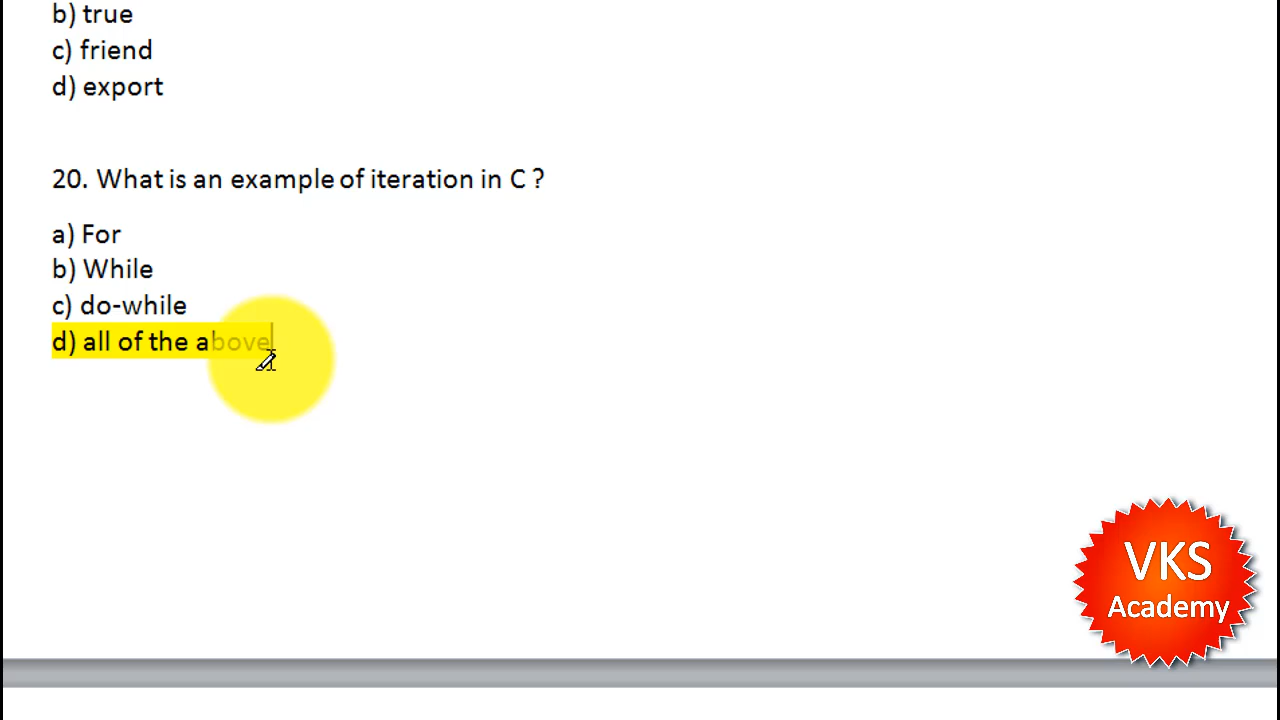 b) true
c) friend
d) export
20. What is an example of iteration in C ?
a) For
b) While
c) do-while
d) all of the above
VKS
Academy